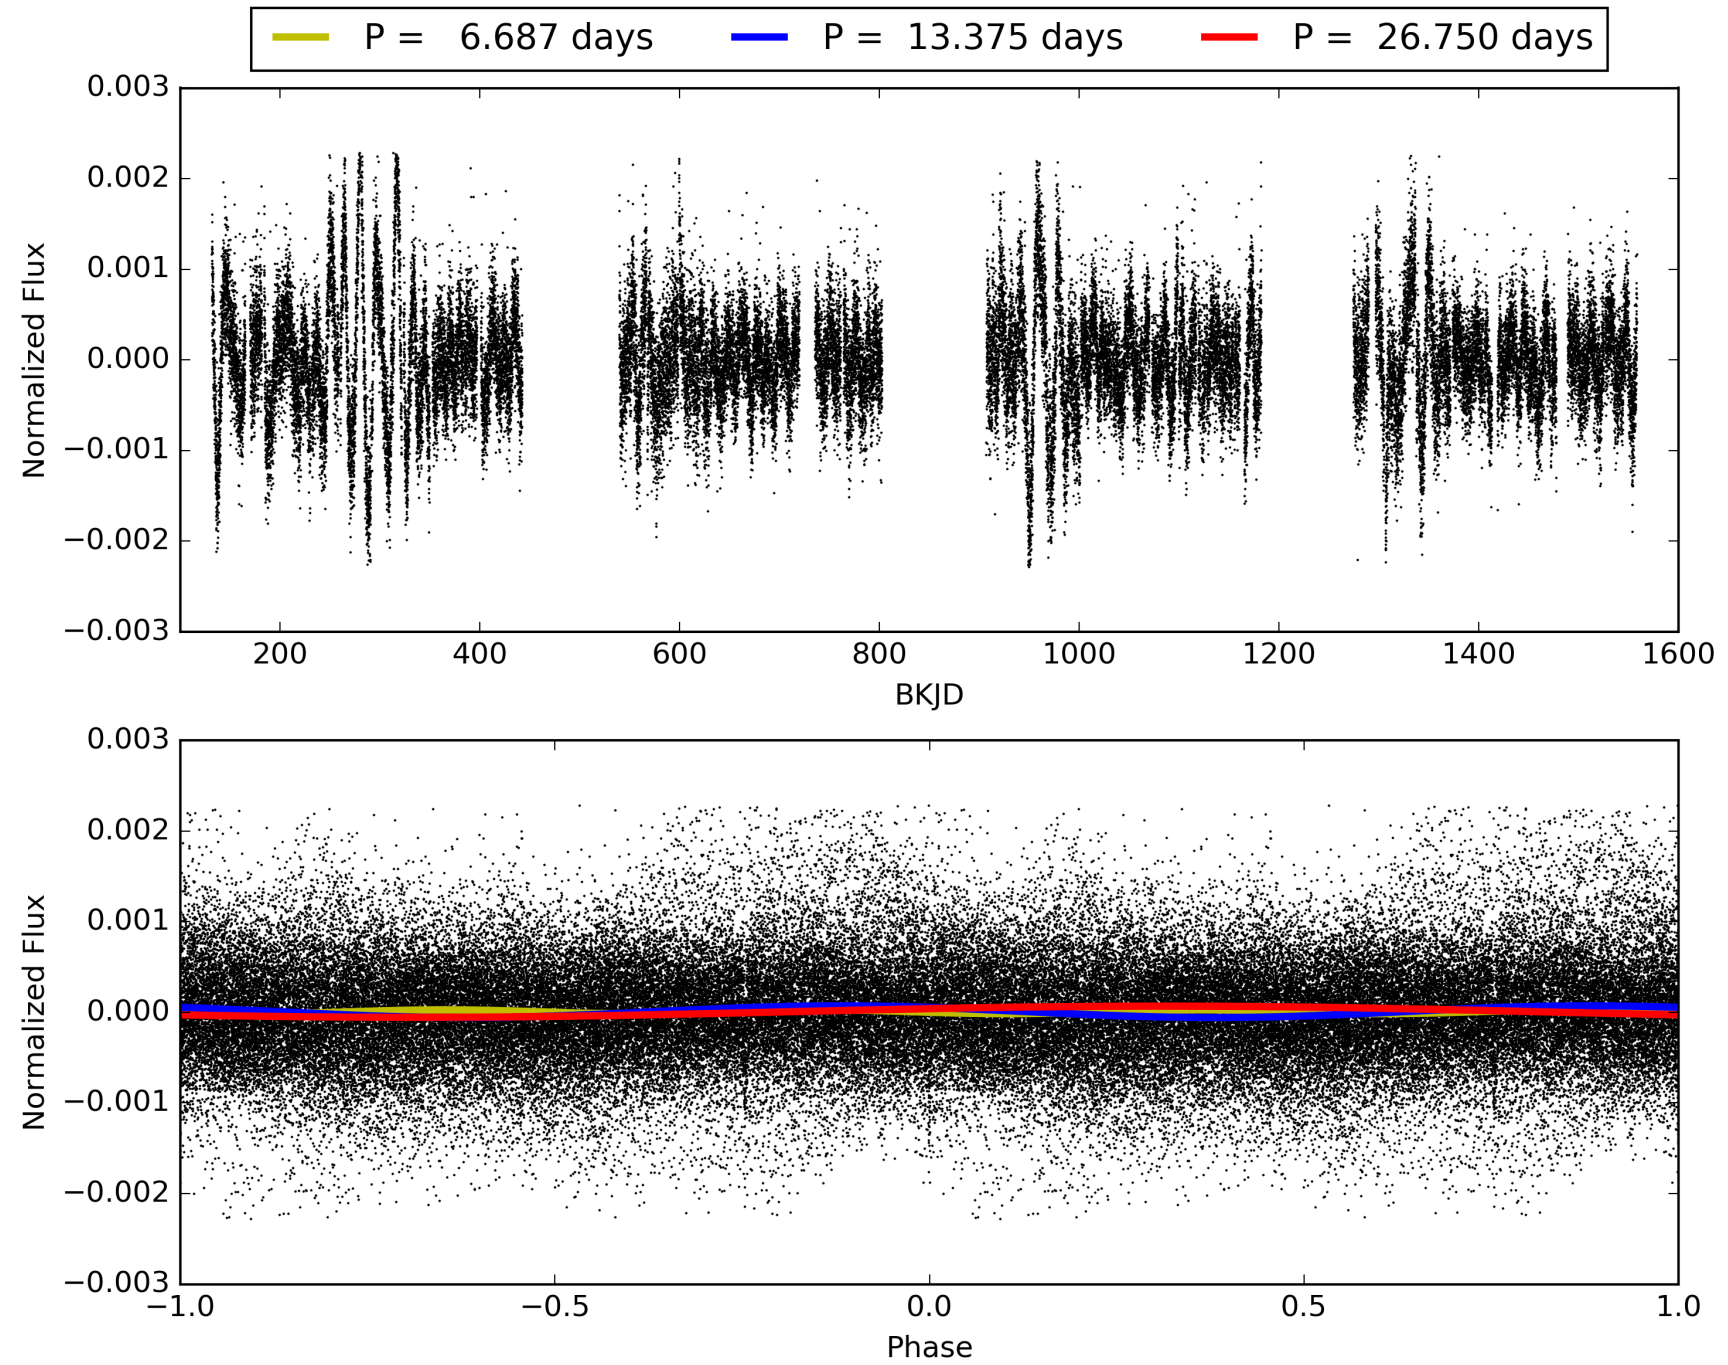 P = 6.687 days P = 13.375 days P = 26.750 days
0.003
0.002
0.001
0.000
−0.001
−0.002
−0.003
Normalized Flux
200 400 600 800 1000 1200 1400 1600
BKJD
0.003
0.002
0.001
0.000
−0.001
−0.002
−0.003
Normalized Flux
−1.0 −0.5 0.0 0.5 1.0
Phase